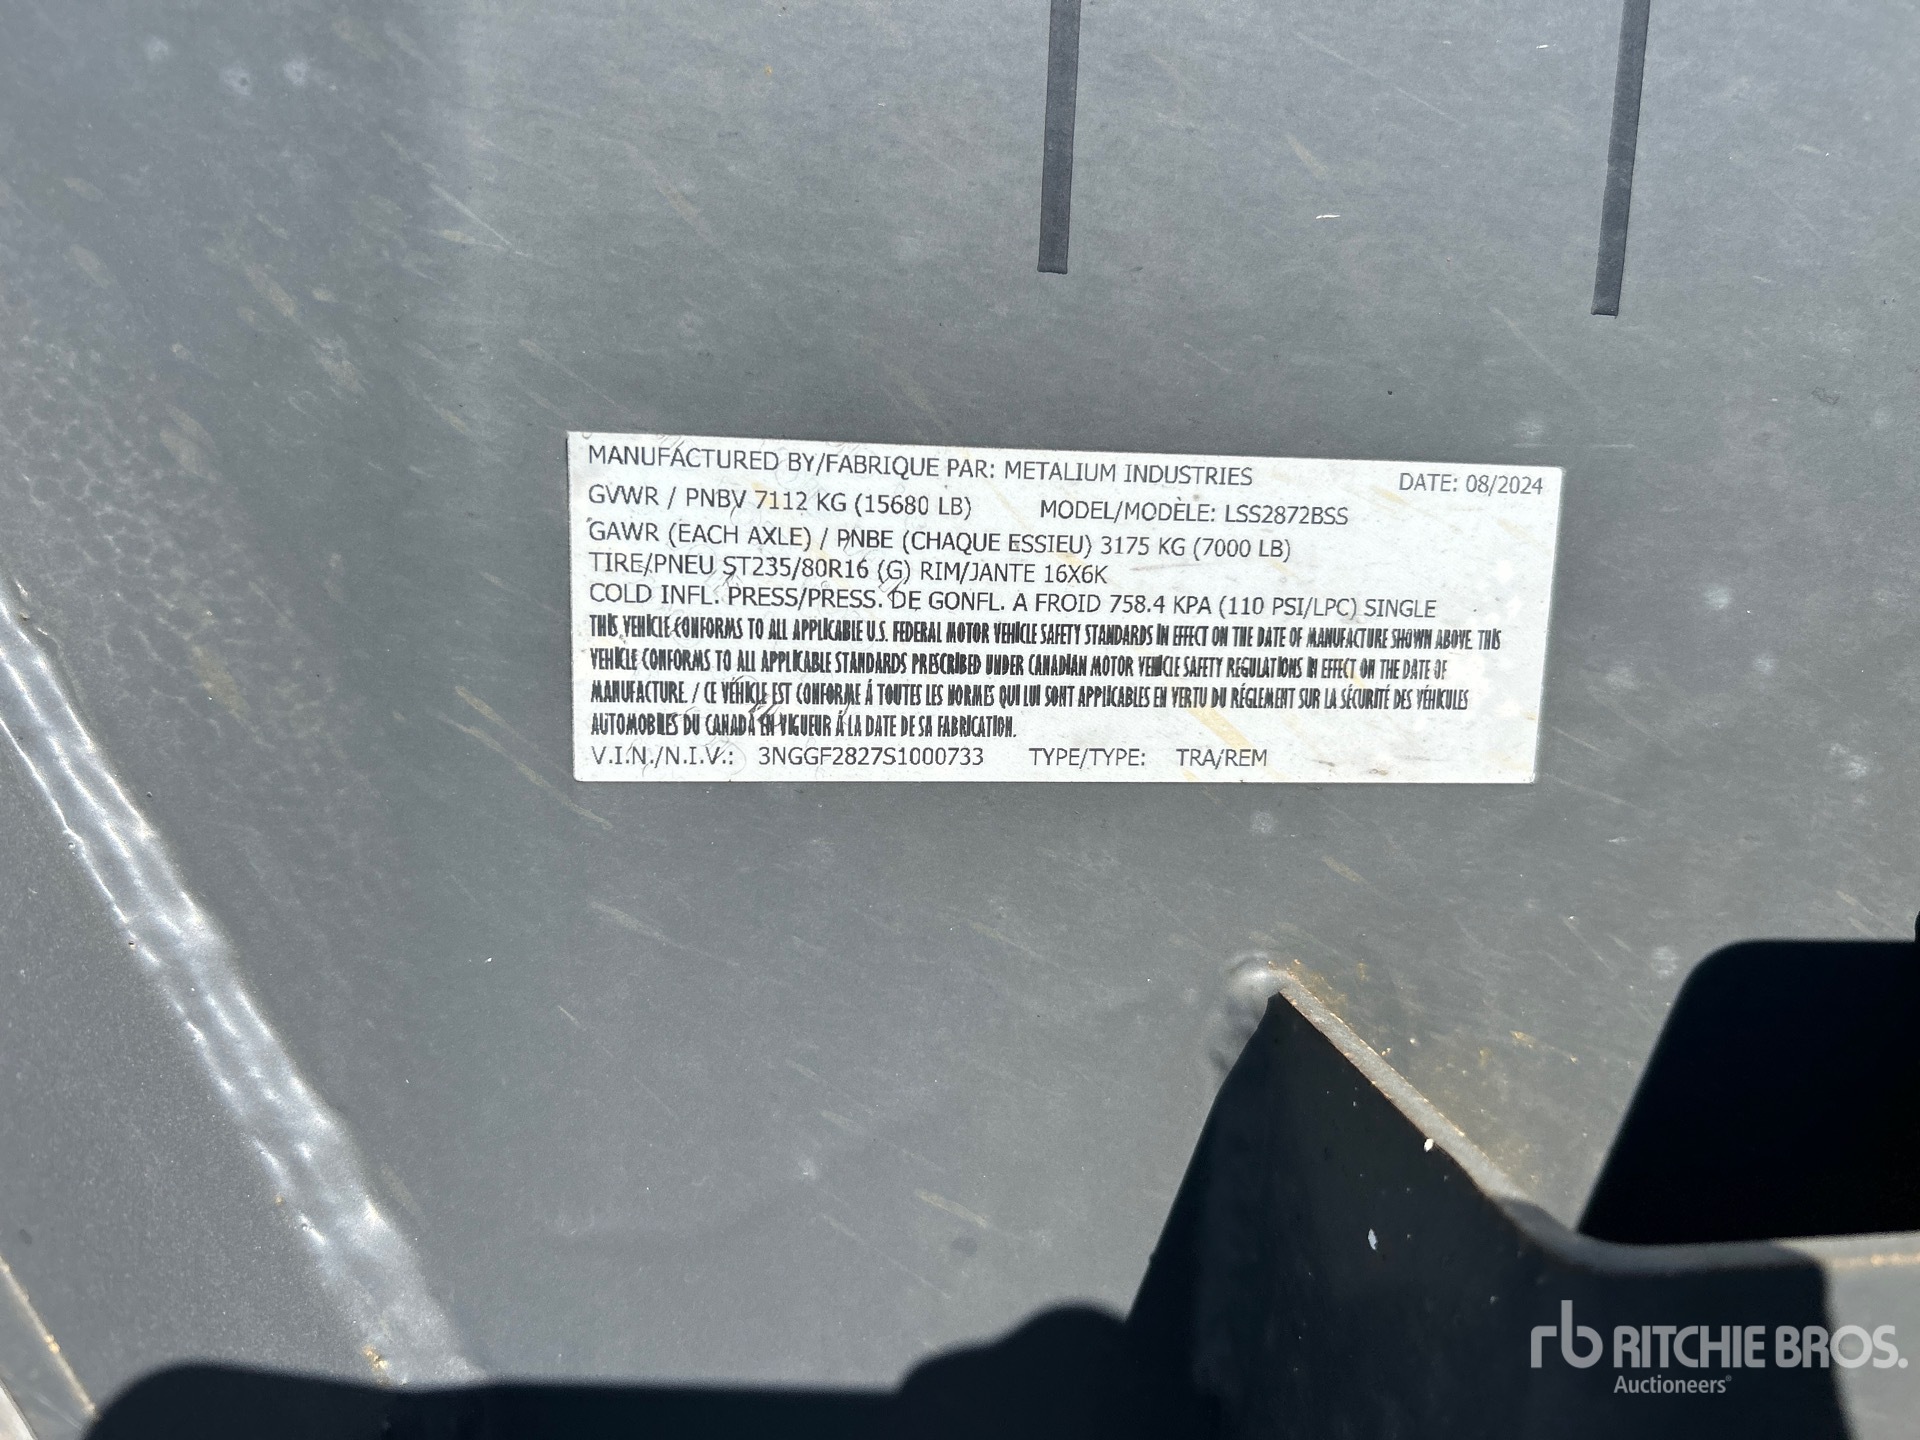 MANUFACTURED BY/FABRIQUE PAR: METALIUM INDUSTRIES DATE: 08/2024
GVWR / PNBV 7112 KG (15680 LB) MODEL/MODÈLE: LSS2872BSS
GAWR (EACH AXLE) / PNBE (CHAQUE ESSIEU) 3175 KG (7000 LB)
TIRE/PNEU ST235/80R16 (G) RIM/JANTE 16X6K
COLD INFL. PRESS/PRESS. DE GONFL. A FROID 758.4 KPA (110 PSI/LPC) SINGLE
THIS VEHICLE CONFORMS TO ALL APPLICABLE U.S. FEDERAL MOTOR VEHICLE SAFETY STANDARDS IN EFFECT ON THE DATE OF MANUFACTURE SHOWN ABOVE. THIS
VEHICLE CONFORMS TO ALL APPLICABLE STANDARDS PRESCRIBED UNDER CANADIAN MOTOR VEHICLE SAFETY REGULATIONS IN EFFECT ON THE DATE OF
MANUFACTURE. / CE VÉHICLE EST CONFORME Á TOUTES LES NORMES QUI LUI SONT APPLICABLES EN VERTU DU RÉGLEMENT SUR LA SÉCURITÉ DES VÉHICULES
AUTOMOBILES DU CANADA EN VIGUEUR Á LA DATE DE SA FABRICATION.
V.I.N./N.I.V.: 3NGGF2827S1000733 TYPE/TYPE: TRA/REM
rb RITCHIE BROS.
Auctioneers